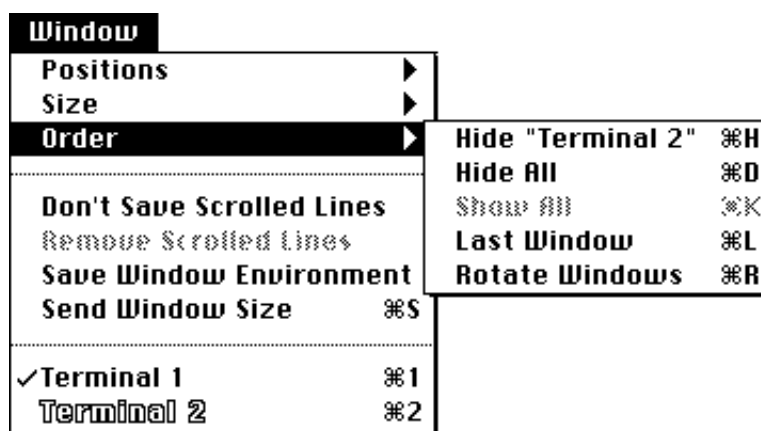 Window
Positions
Size
Order
Hide "Terminal 2" ⌘H
Hide All ⌘D
Show All ⌘K
Last Window ⌘L
Rotate Windows ⌘R
Don't Save Scrolled Lines
Remove Scrolled Lines
Save Window Environment
Send Window Size ⌘S
✓Terminal 1 ⌘1
Terminal 2 ⌘2